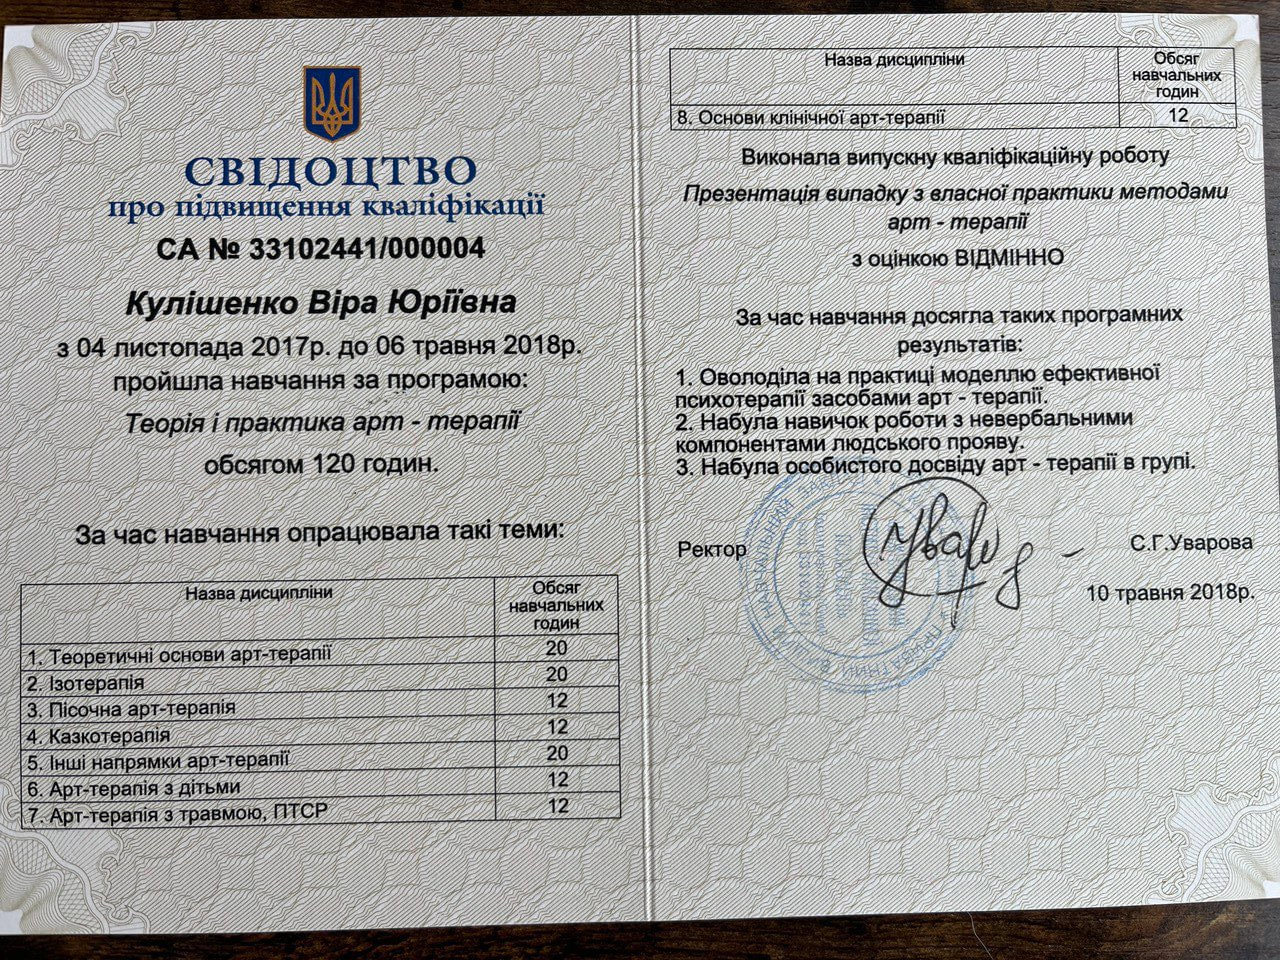 СВІДОЦТВО
про підвищення кваліфікації
СА № 33102441/000004
Кулішенко Віра Юріївна
з 04 листопада 2017р. до 06 травня 2018р.
пройшла навчання за програмою:
Теорія і практика арт - терапії
обсягом 120 годин.
За час навчання опрацювала такі теми:
Назва дисципліни
Обсяг
навчальних
годин
1. Теоретичні основи арт-терапії 20
2. Ізотерапія 20
3. Пісочна арт-терапія 12
4. Казкотерапія 12
5. Інші напрямки арт-терапії 20
6. Арт-терапія з дітьми 12
7. Арт-терапія з травмою, ПТСР 12
Назва дисципліни
Обсяг
навчальних
годин
8. Основи клінічної арт-терапії 12
Виконала випускну кваліфікаційну роботу
Презентація випадку з власної практики методами
арт - терапії
з оцінкою ВІДМІННО
За час навчання досягла таких програмних
результатів:
1. Оволоділа на практиці моделлю ефективної
психотерапії засобами арт - терапії.
2. Набула навичок роботи з невербальними
компонентами людського прояву.
3. Набула особистого досвіду арт - терапії в групі.
Ректор
С.Г.Уварова
10 травня 2018р.
ПРИВАТНИЙ ВИЩИЙ НАВЧАЛЬНИЙ ЗАКЛАД